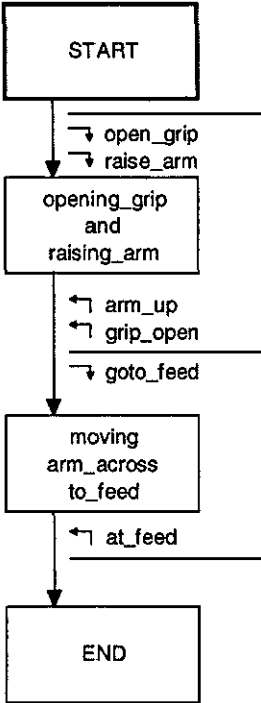 START
open_grip
raise_arm
opening_grip
and
raising_arm
arm_up
grip_open
goto_feed
moving
arm_across
to_feed
at_feed
END